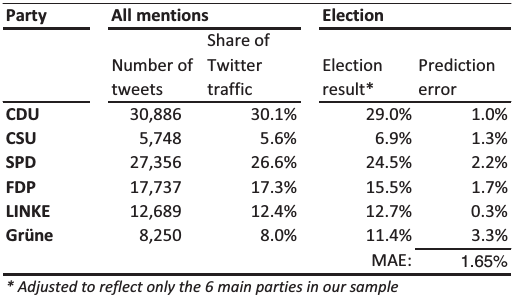 Party All mentions Election
Number of tweets Share of Twitter traffic Election result* Prediction error
CDU 30,886 30.1% 29.0% 1.0%
CSU 5,748 5.6% 6.9% 1.3%
SPD 27,356 26.6% 24.5% 2.2%
FDP 17,737 17.3% 15.5% 1.7%
LINKE 12,689 12.4% 12.7% 0.3%
Grüne 8,250 8.0% 11.4% 3.3%
MAE: 1.65%
* Adjusted to reflect only the 6 main parties in our sample